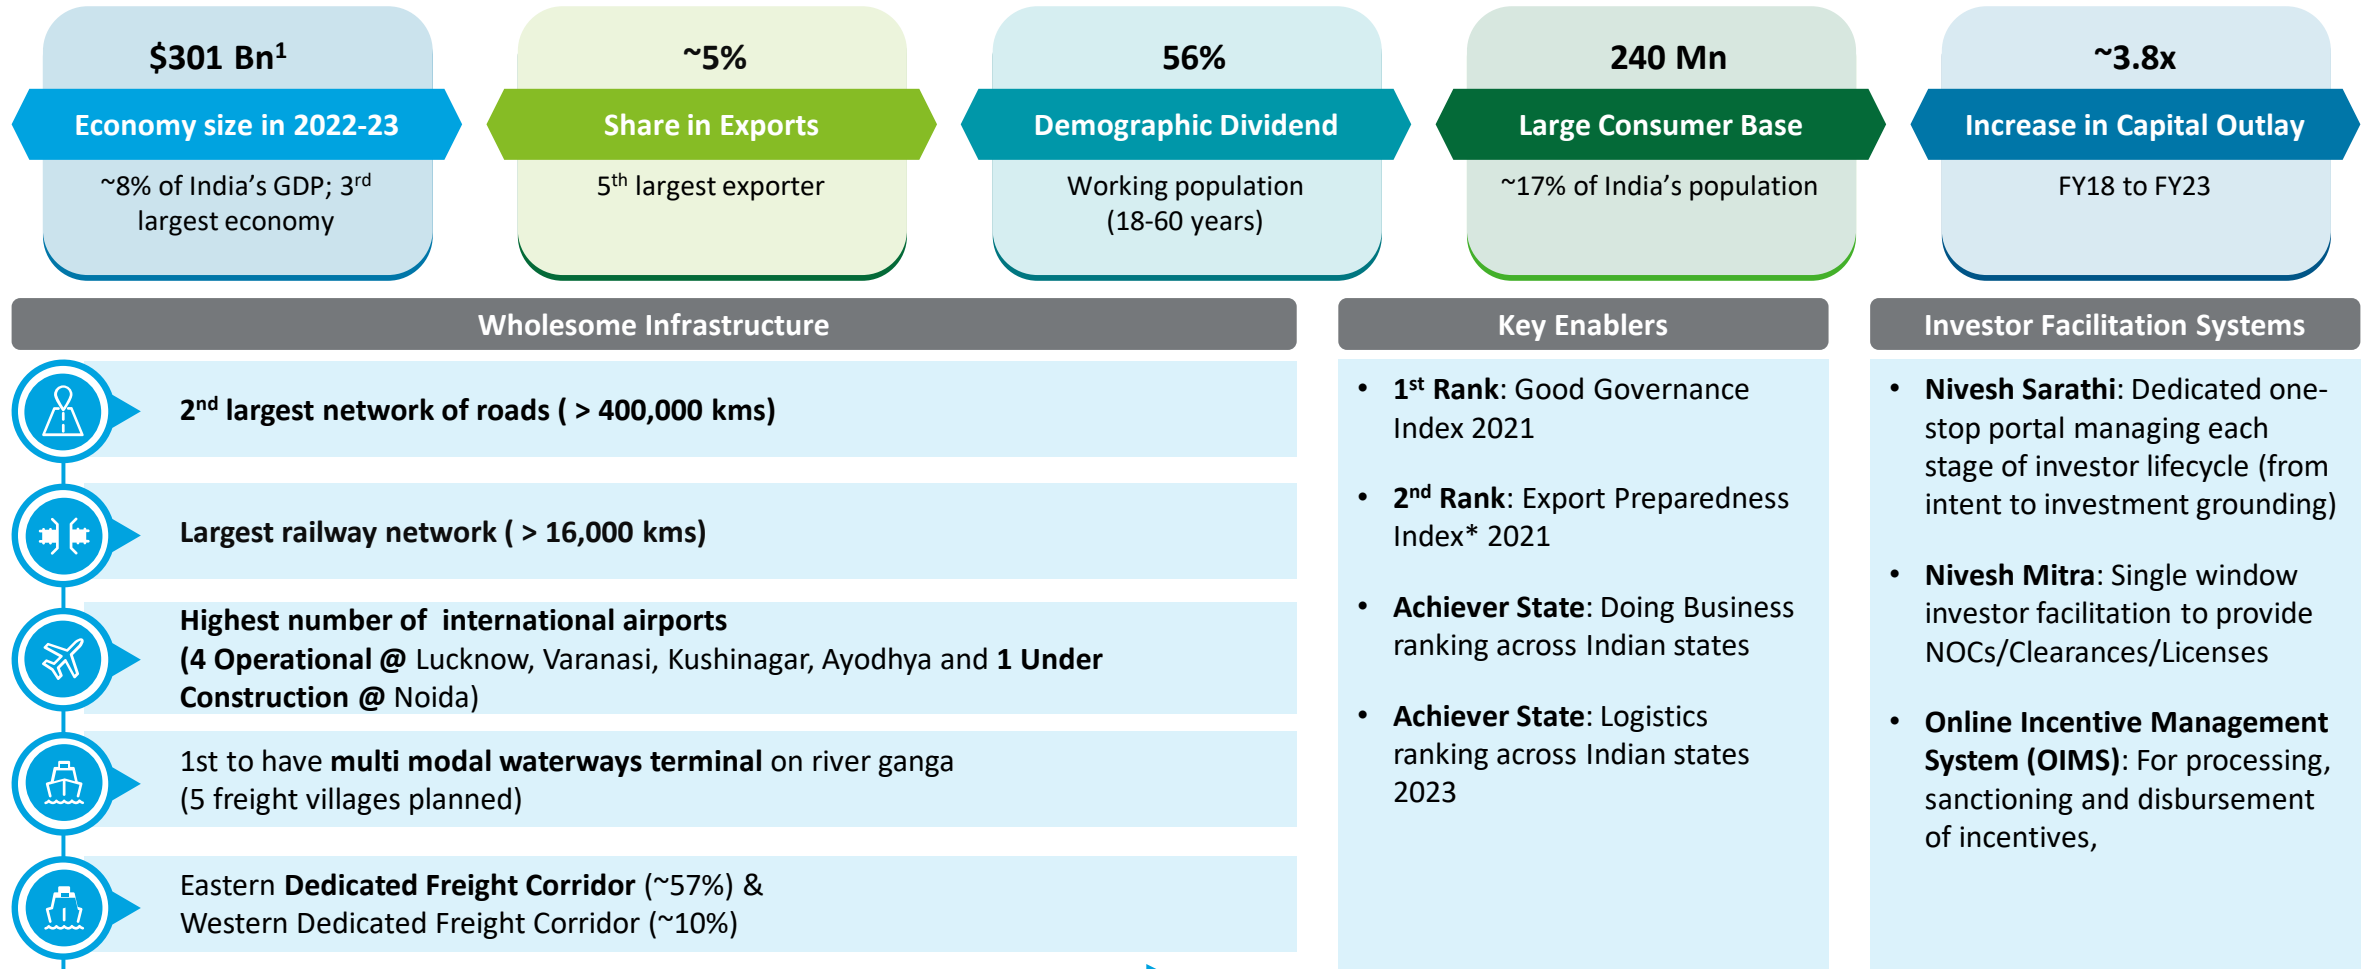 $301 Bn¹
Economy size in 2022-23
~8% of India's GDP; 3rd
largest economy
~5%
Share in Exports
5th largest exporter
56%
Demographic Dividend
Working population
(18-60 years)
240 Mn
Large Consumer Base
~17% of India's population
~3.8x
Increase in Capital Outlay
FY18 to FY23
Wholesome Infrastructure
2nd largest network of roads ( > 400,000 kms)
Largest railway network ( > 16,000 kms)
Highest number of international airports
(4 Operational @ Lucknow, Varanasi, Kushinagar, Ayodhya and 1 Under
Construction @ Noida)
1st to have multi modal waterways terminal on river ganga
(5 freight villages planned)
Eastern Dedicated Freight Corridor (~57%) &
Western Dedicated Freight Corridor (~10%)
Key Enablers
• 1st Rank: Good Governance
Index 2021
• 2nd Rank: Export Preparedness
Index* 2021
• Achiever State: Doing Business
ranking across Indian states
• Achiever State: Logistics
ranking across Indian states
2023
Investor Facilitation Systems
• Nivesh Sarathi: Dedicated one-
stop portal managing each
stage of investor lifecycle (from
intent to investment grounding)
• Nivesh Mitra: Single window
investor facilitation to provide
NOCs/Clearances/Licenses
• Online Incentive Management
System (OIMS): For processing,
sanctioning and disbursement
of incentives,